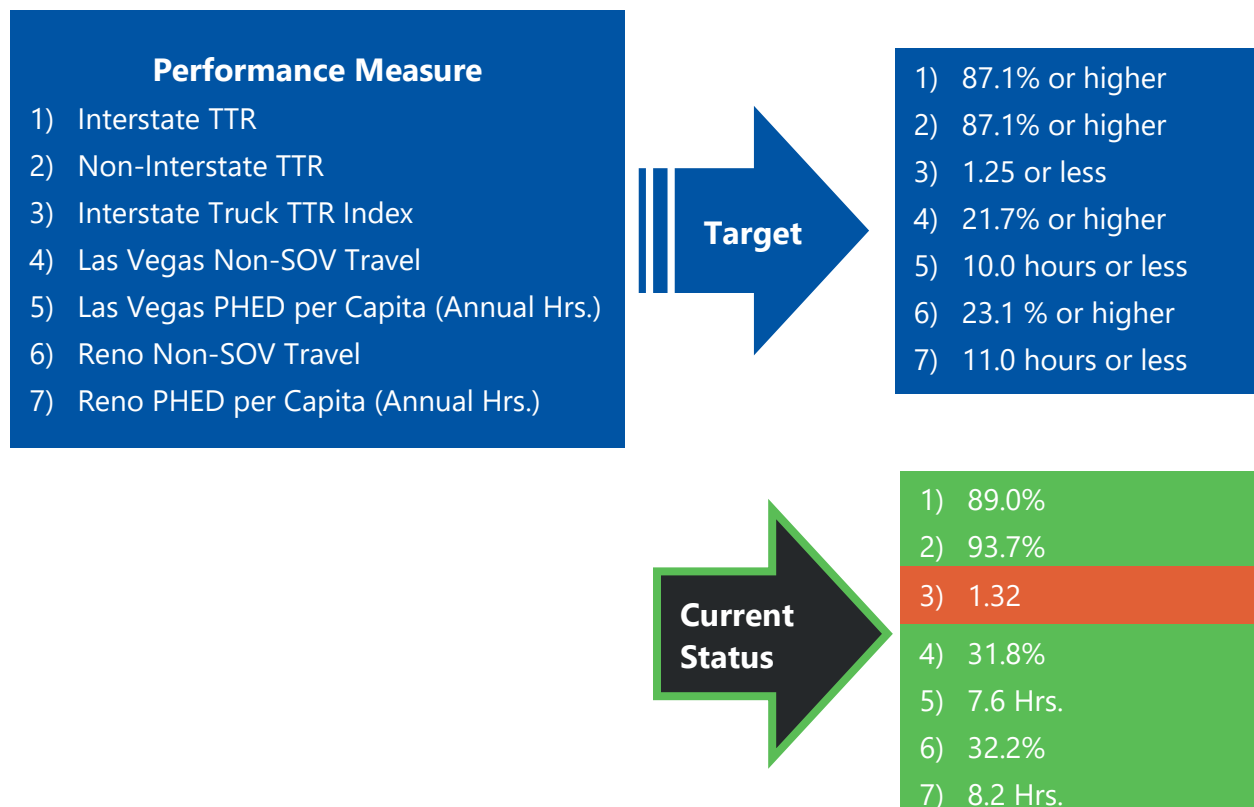 Performance Measure
1) Interstate TTR
2) Non-Interstate TTR
3) Interstate Truck TTR Index
4) Las Vegas Non-SOV Travel
5) Las Vegas PHED per Capita (Annual Hrs.)
6) Reno Non-SOV Travel
7) Reno PHED per Capita (Annual Hrs.)
Target
1) 87.1% or higher
2) 87.1% or higher
3) 1.25 or less
4) 21.7% or higher
5) 10.0 hours or less
6) 23.1 % or higher
7) 11.0 hours or less
Current
Status
1) 89.0%
2) 93.7%
3) 1.32
4) 31.8%
5) 7.6 Hrs.
6) 32.2%
7) 8.2 Hrs.